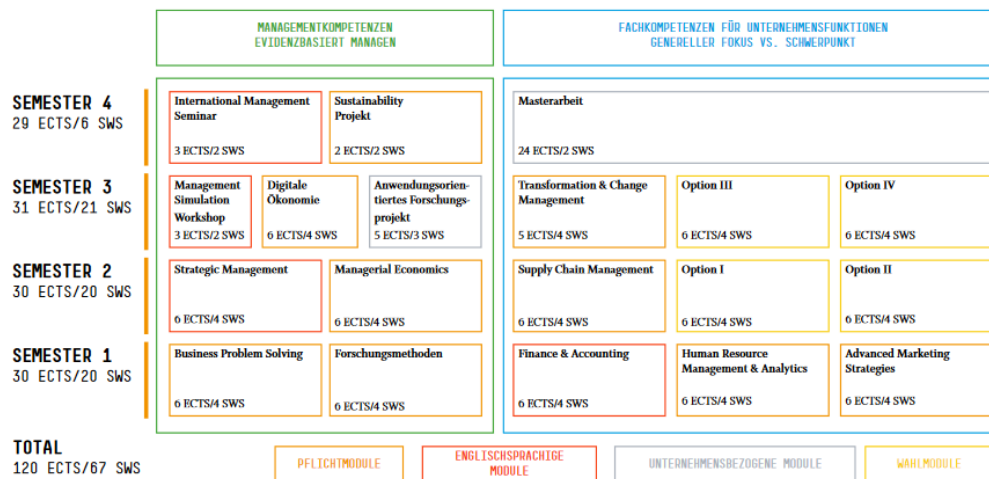 MANAGEMENTKOMPETENZEN
EVIDENZBASIERT MANAGEN
FACHKOMPETENZEN FÜR UNTERNEHMENSFUNKTIONEN
GENERELLER FOKUS VS. SCHWERPUNKT
SEMESTER 4
29 ECTS/6 SWS
International Management
Seminar
3 ECTS/2 SWS
Sustainability
Projekt
2 ECTS/2 SWS
Masterarbeit
24 ECTS/2 SWS
SEMESTER 3
31 ECTS/21 SWS
Management
Simulation
Workshop
3 ECTS/2 SWS
Digitale
Ökonomie
6 ECTS/4 SWS
Anwendungsorien-
tiertes Forschungs-
projekt
5 ECTS/3 SWS
Transformation & Change
Management
5 ECTS/4 SWS
Option III
6 ECTS/4 SWS
Option IV
6 ECTS/4 SWS
SEMESTER 2
30 ECTS/20 SWS
Strategic Management
6 ECTS/4 SWS
Managerial Economics
6 ECTS/4 SWS
Supply Chain Management
6 ECTS/4 SWS
Option I
6 ECTS/4 SWS
Option II
6 ECTS/4 SWS
SEMESTER 1
30 ECTS/20 SWS
Business Problem Solving
6 ECTS/4 SWS
Forschungsmethoden
6 ECTS/4 SWS
Finance & Accounting
6 ECTS/4 SWS
Human Resource
Management & Analytics
6 ECTS/4 SWS
Advanced Marketing
Strategies
6 ECTS/4 SWS
TOTAL
120 ECTS/67 SWS
PFLICHTMODULE
ENGLISCHSPRACHIGE
MODULE
UNTERNEHMENSBEZOGENE MODULE
WAHLMODULE